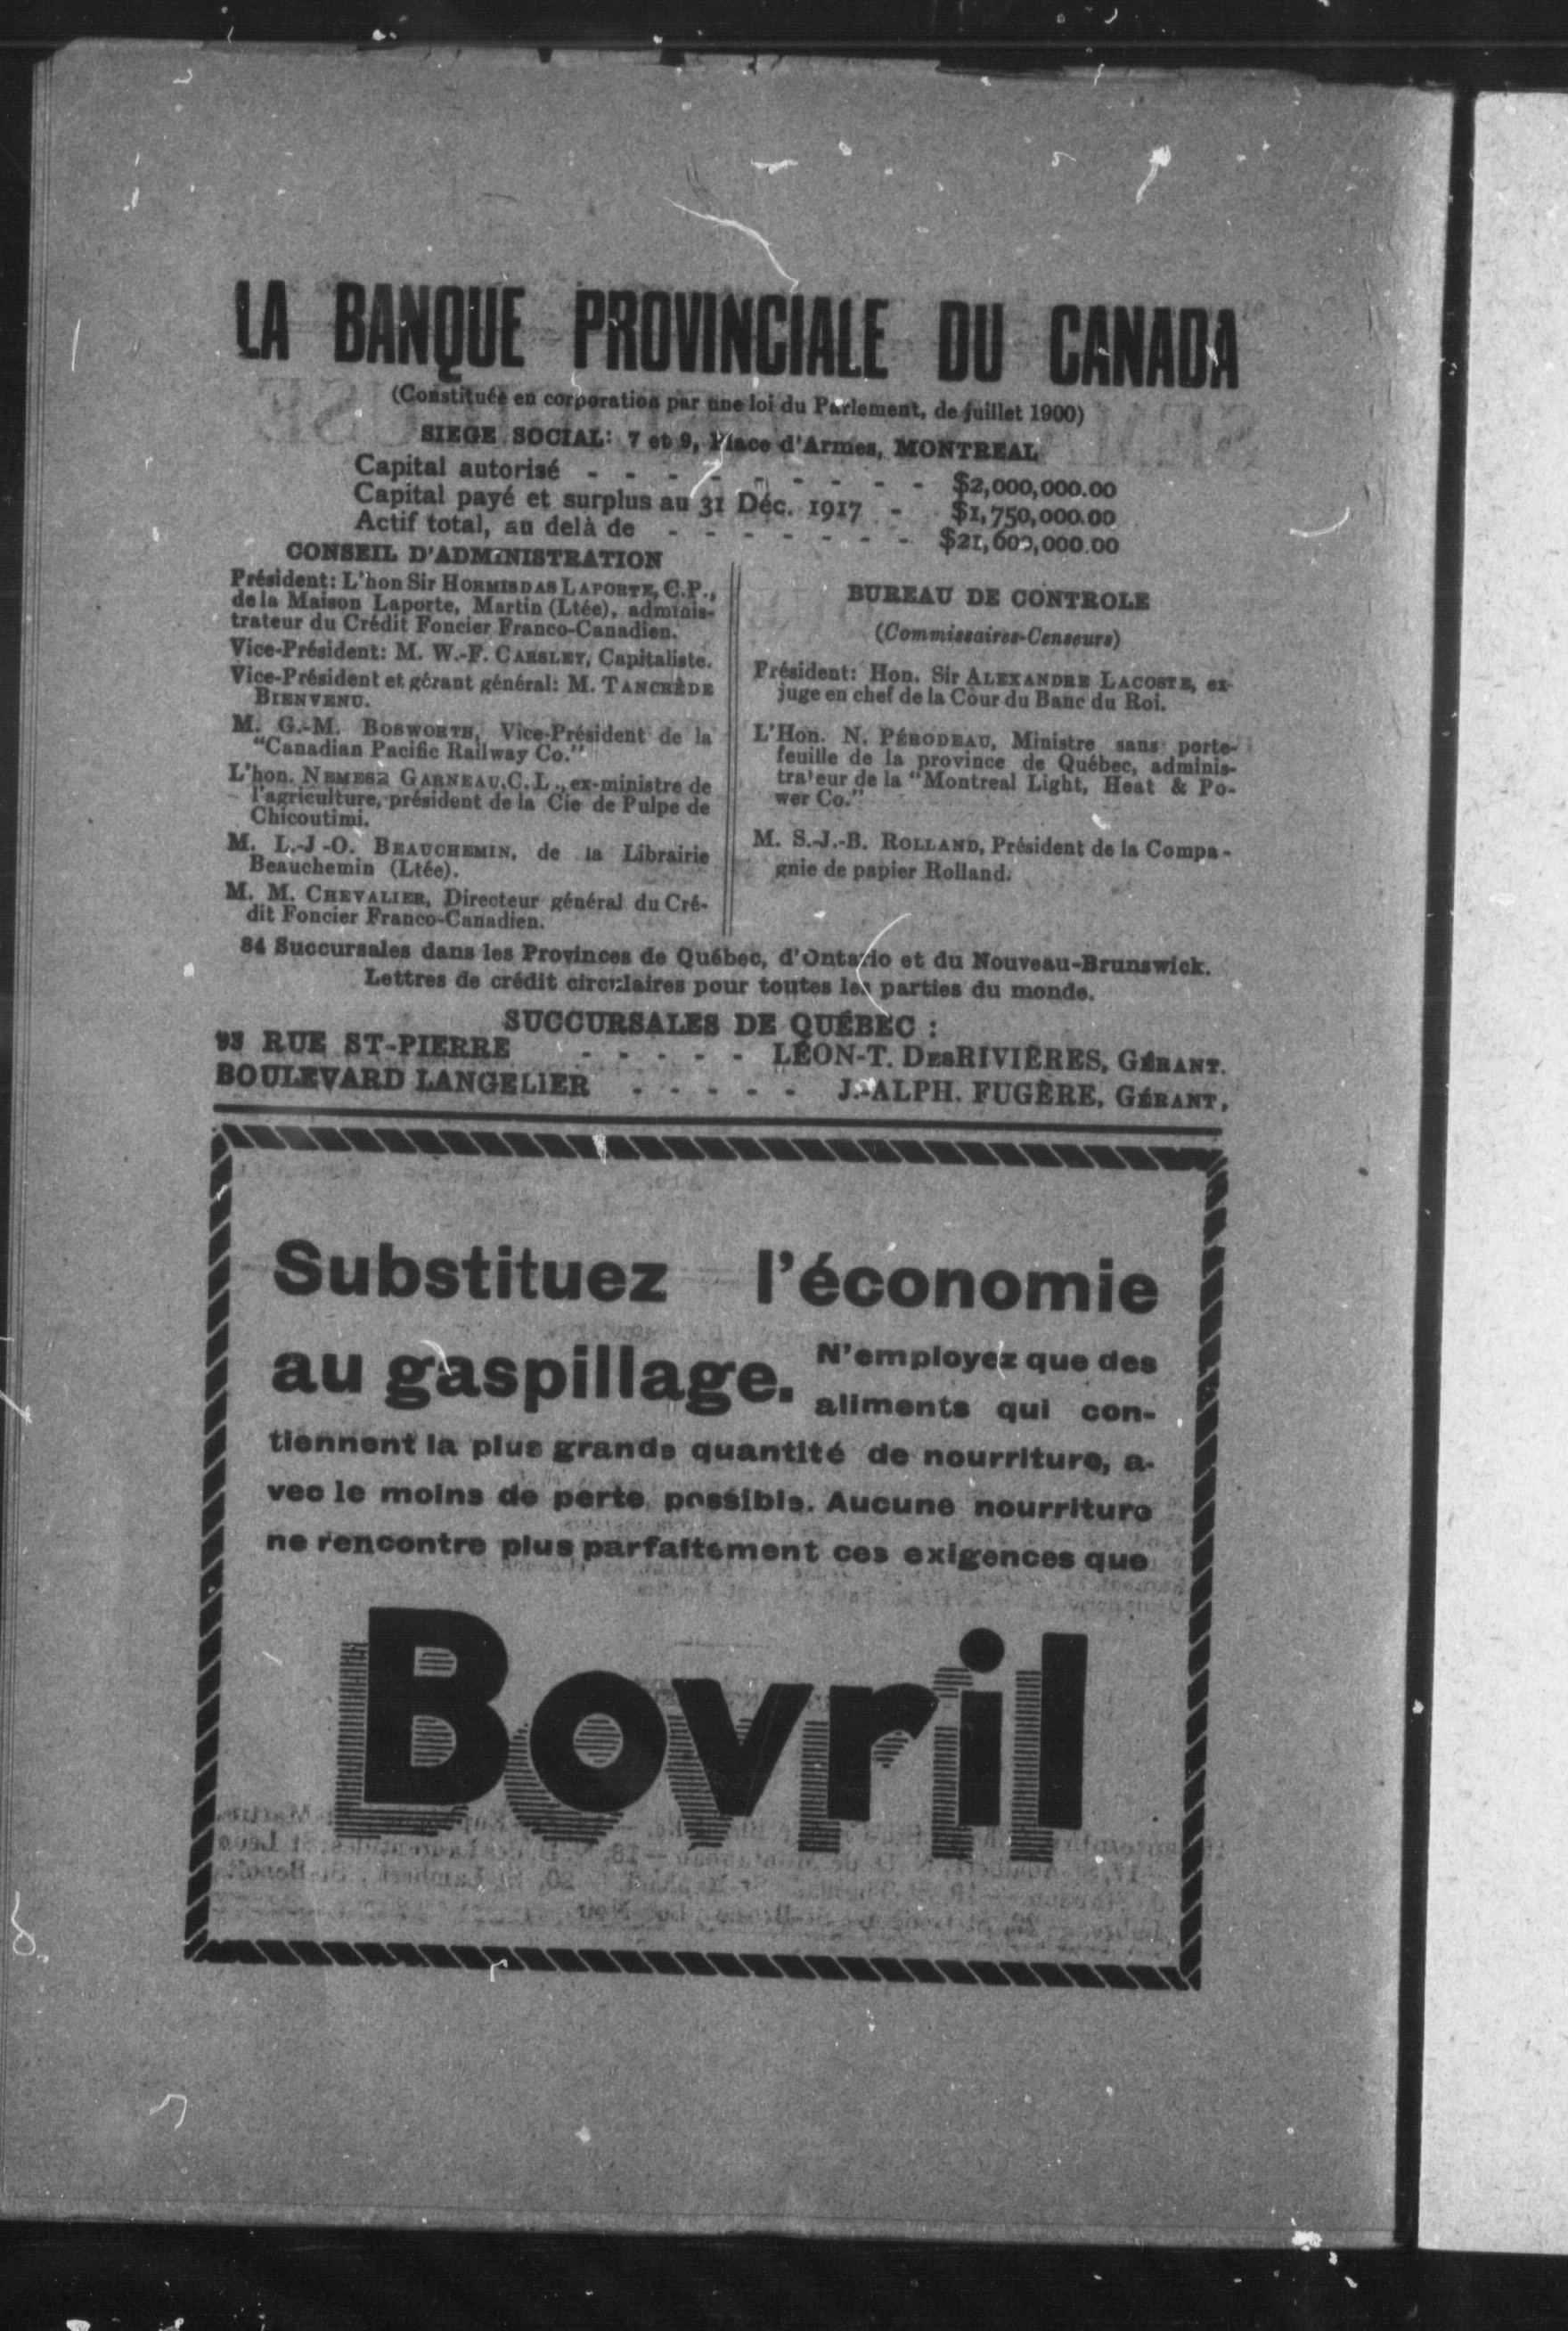 LA BANQUE PROVINCIALE DU CANADA
(Constituée en corporation par une loi du Parlement, de juillet 1900)
SIEGE SOCIAL: 7 et 9, Place d'Armes, MONTREAL
Capital autorisé - - - - - - - - - $2,000,000.00
Capital payé et surplus au 31 Déc. 1917 - $1,750,000.00
Actif total, au delà de - - - - - - - $21,600,000.00
CONSEIL D'ADMINISTRATION
Président: L'hon Sir HORMISDAS LAPORTE, C.P.,
de la Maison Laporte, Martin (Ltée), adminis-
trateur du Crédit Foncier Franco-Canadien.
Vice-Président: M. W.-F. CARSLEY, Capitaliste.
Vice-Président et gérant général: M. TANCRÈDE
BIENVENU.
M. G.-M. BOSWORTH, Vice-Président de la
"Canadian Pacific Railway Co."
L'hon. NEMESE GARNEAU, C.L., ex-ministre de
l'agriculture, président de la Cie de Pulpe de
Chicoutimi.
M. L.-J-O. BEAUCHEMIN, de la Librairie
Beauchemin (Ltée).
M. M. CHEVALIER, Directeur général du Cré-
dit Foncier Franco-Canadien.
BUREAU DE CONTROLE
(Commissaires-Censeurs)
Président: Hon. Sir ALEXANDRE LACOSTE, ex-
juge en chef de la Cour du Banc du Roi.
L'Hon. N. PÉRODEAU, Ministre sans porte-
feuille de la province de Québec, adminis-
trateur de la "Montreal Light, Heat & Po-
wer Co."
M. S.-J.-B. ROLLAND, Président de la Compa-
gnie de papier Rolland.
84 Succursales dans les Provinces de Québec, d'Ontario et du Nouveau-Brunswick.
Lettres de crédit circulaires pour toutes les parties du monde.
SUCCURSALES DE QUÉBEC :
93 RUE ST-PIERRE - - - - - LÉON-T. DESRIVIÈRES, GÉRANT.
BOULEVARD LANGELIER - - - - - J.-ALPH. FUGÈRE, GÉRANT,
Substituez l'économie
au gaspillage. N'employez que des
aliments qui con-
tiennent la plus grande quantité de nourriture, a-
vec le moins de perte possible. Aucune nourriture
ne rencontre plus parfaitement ces exigences que
Bovril